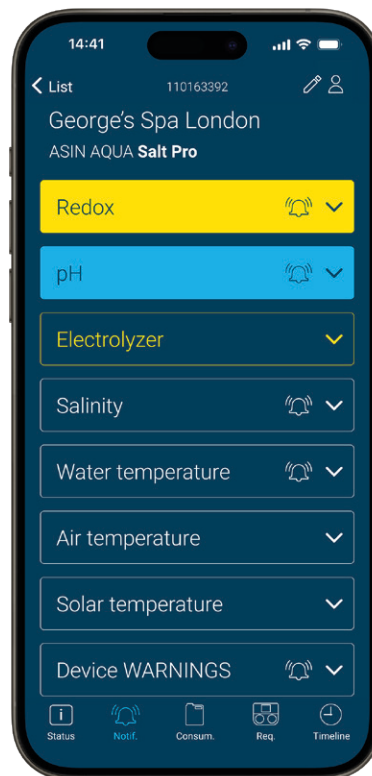 14:41
List 110163392
George's Spa London
ASIN AQUA Salt Pro
Redox
pH
Electrolyzer
Salinity
Water temperature
Air temperature
Solar temperature
Device WARNINGS
Status Notif. Consum. Req. Timeline